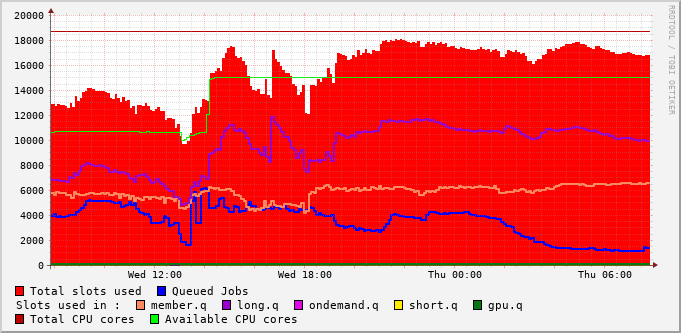 20000
18000
16000
14000
12000
10000
8000
6000
4000
2000
0
Wed 12:00 Wed 18:00 Thu 00:00 Thu 06:00
RRDTOOL / TOBI OETIKER
Total slots used Queued Jobs
Slots used in : member.q long.q ondemand.q short.q gpu.q
Total CPU cores Available CPU cores